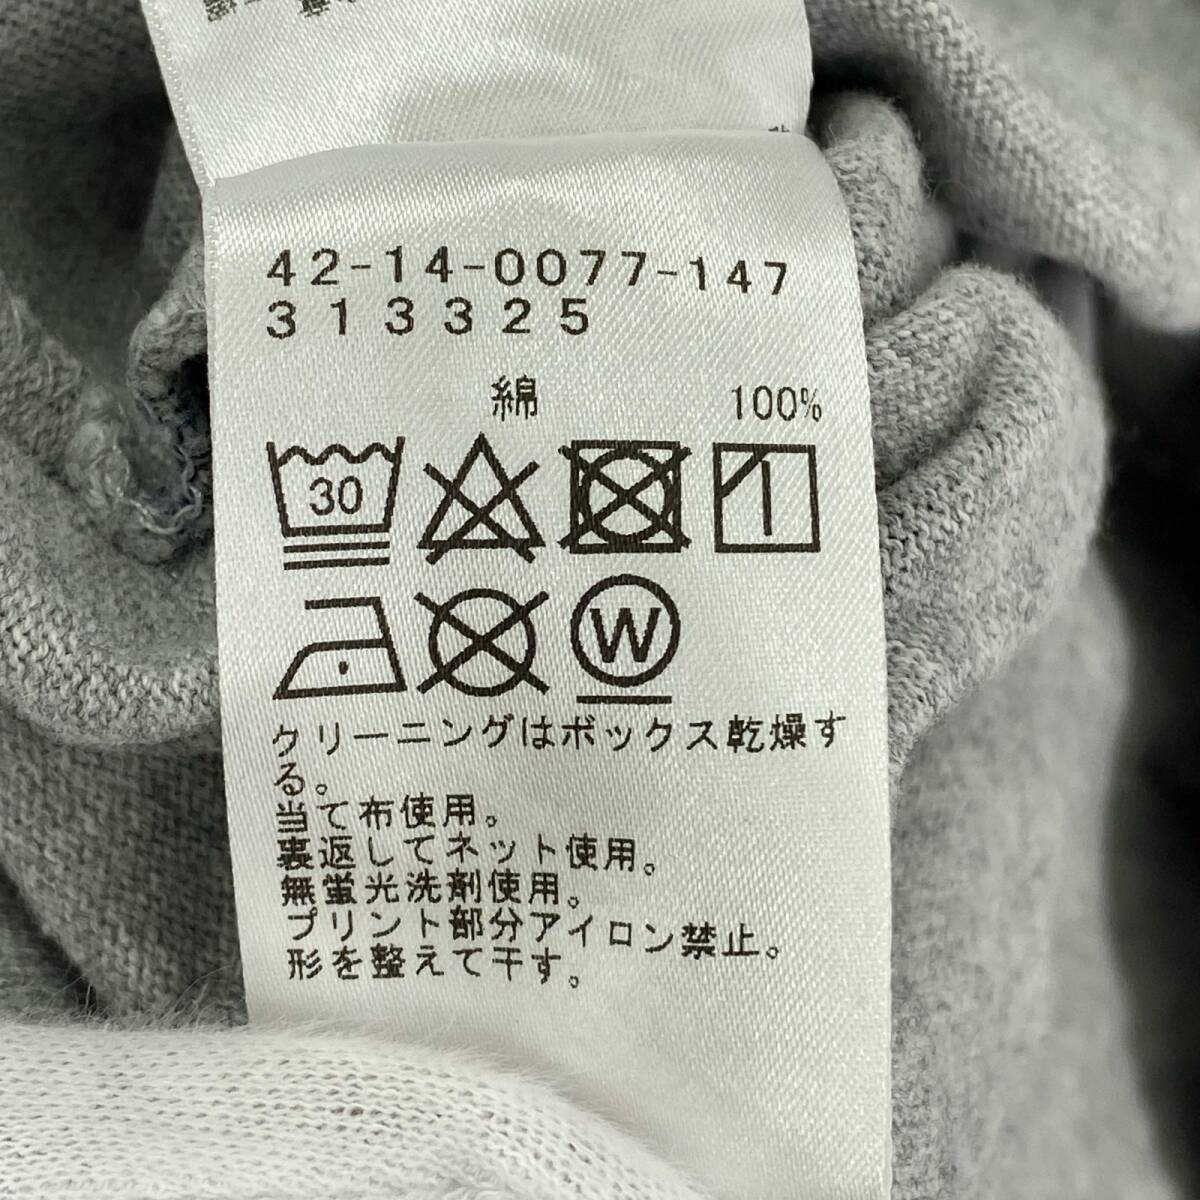 42-14-0077-147
313325
綿 100%
30
W
クリーニングはボックス乾燥す
る。
当て布使用。
裏返してネット使用。
無蛍光洗剤使用。
プリント部分アイロン禁止。
形を整えて干す。